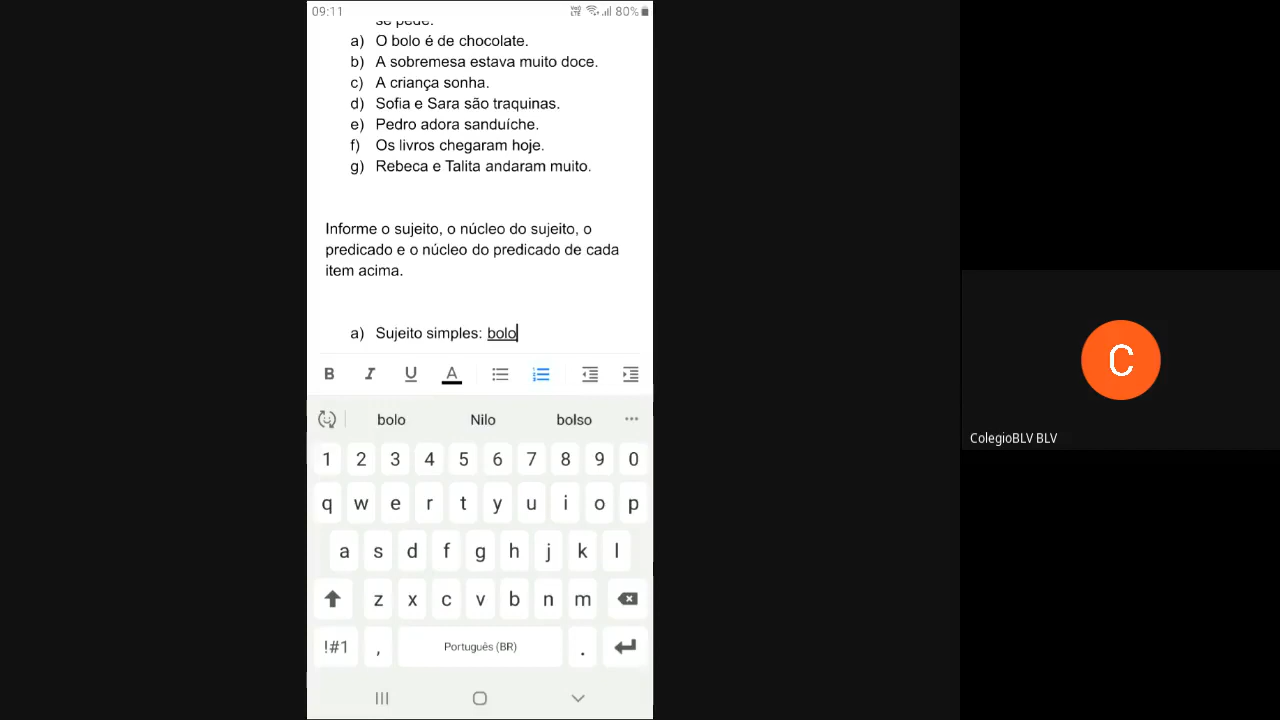 09:11 80%
se pede.
a) O bolo é de chocolate.
b) A sobremesa estava muito doce.
c) A criança sonha.
d) Sofia e Sara são traquinas.
e) Pedro adora sanduíche.
f) Os livros chegaram hoje.
g) Rebeca e Talita andaram muito.
Informe o sujeito, o núcleo do sujeito, o
predicado e o núcleo do predicado de cada
item acima.
a) Sujeito simples: bolo
B I U A
bolo Nilo bolso
1 2 3 4 5 6 7 8 9 0
q w e r t y u i o p
a s d f g h j k l
z x c v b n m
!#1 , Português (BR) .
C
ColegioBLV BLV